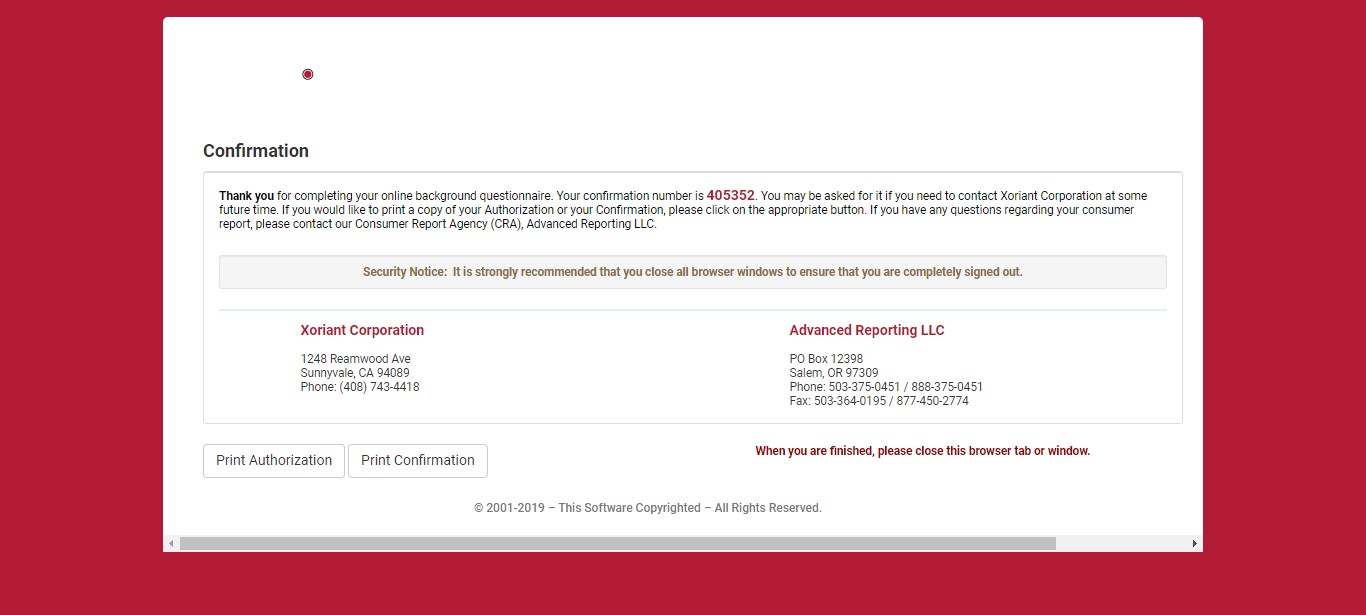 Confirmation
Thank you for completing your online background questionnaire. Your confirmation number is 405352. You may be asked for it if you need to contact Xoriant Corporation at some
future time. If you would like to print a copy of your Authorization or your Confirmation, please click on the appropriate button. If you have any questions regarding your consumer
report, please contact our Consumer Report Agency (CRA), Advanced Reporting LLC.
Security Notice: It is strongly recommended that you close all browser windows to ensure that you are completely signed out.
Xoriant Corporation
1248 Reamwood Ave
Sunnyvale, CA 94089
Phone: (408) 743-4418
Advanced Reporting LLC
PO Box 12398
Salem, OR 97309
Phone: 503-375-0451 / 888-375-0451
Fax: 503-364-0195 / 877-450-2774
Print Authorization
Print Confirmation
When you are finished, please close this browser tab or window.
© 2001-2019 – This Software Copyrighted – All Rights Reserved.